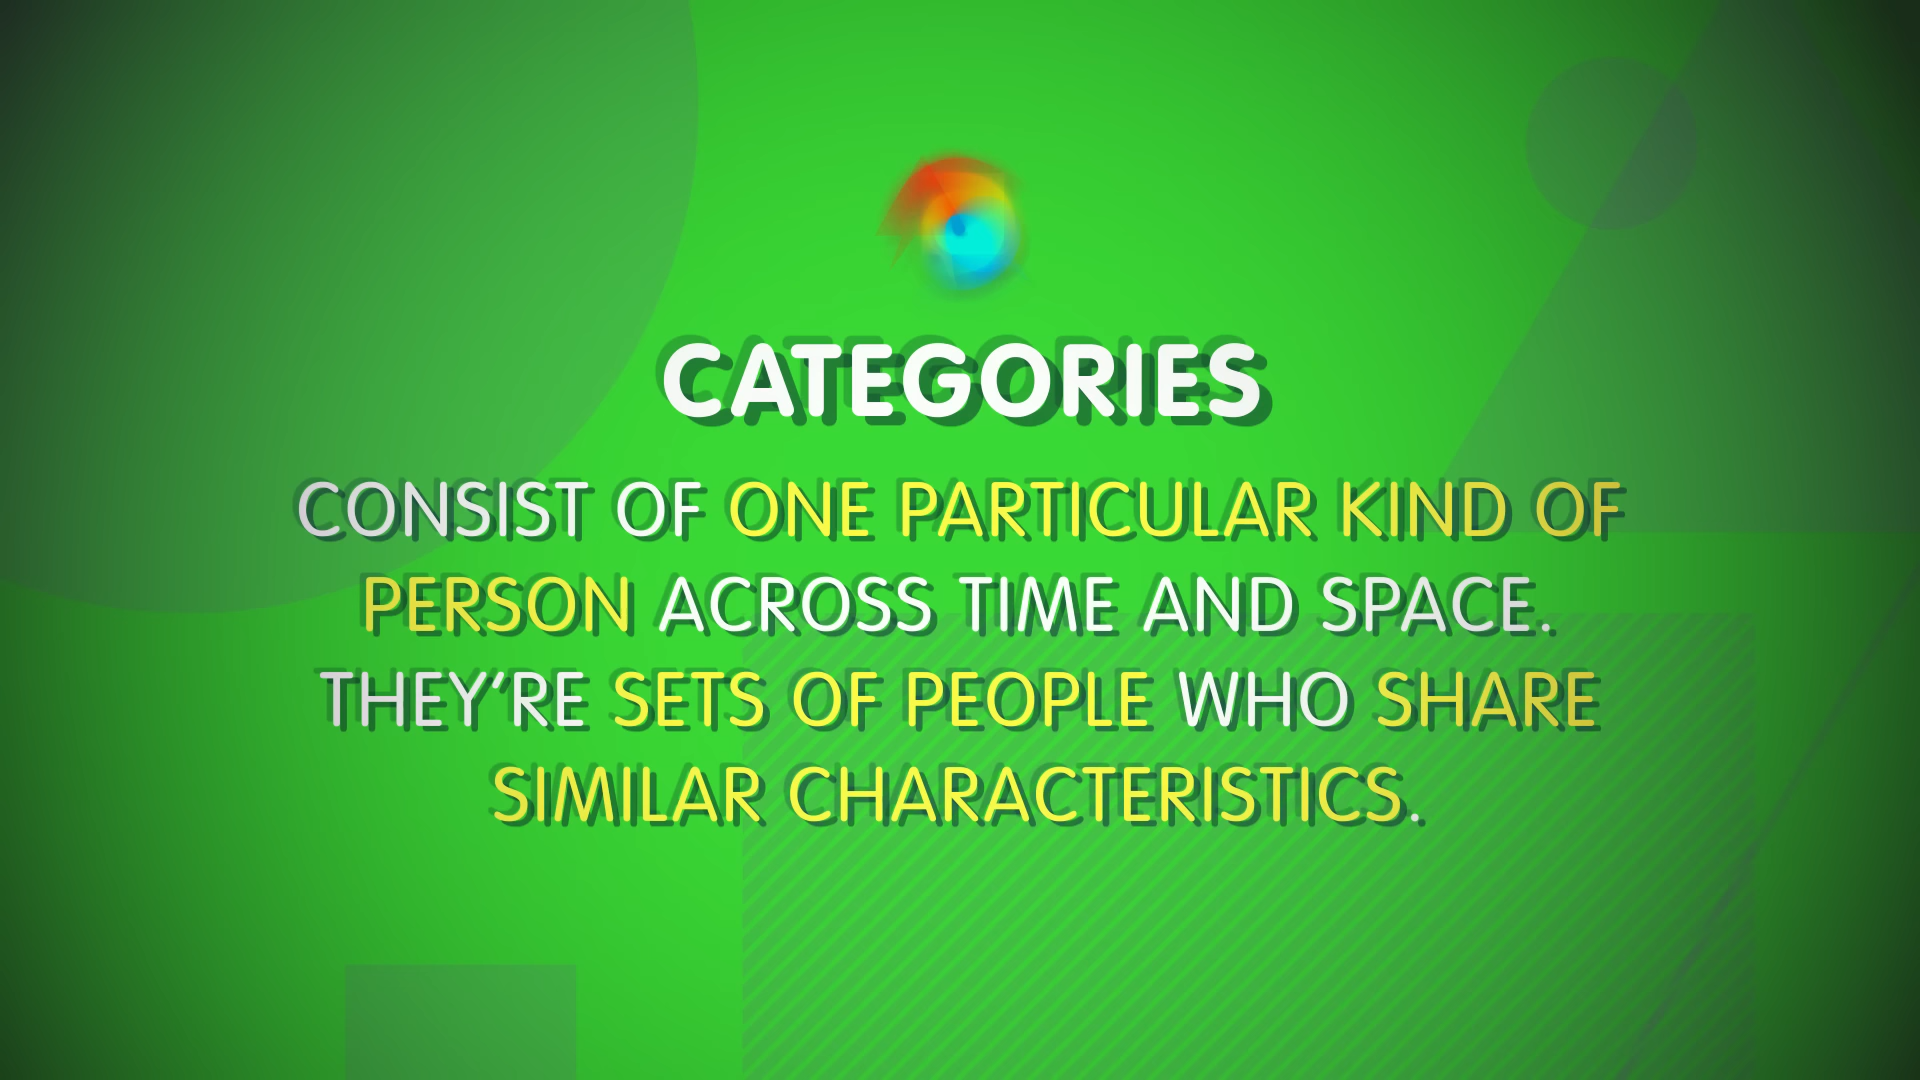 CATEGORIES
CONSIST OF ONE PARTICULAR KIND OF
PERSON ACROSS TIME AND SPACE.
THEY'RE SETS OF PEOPLE WHO SHARE
SIMILAR CHARACTERISTICS.